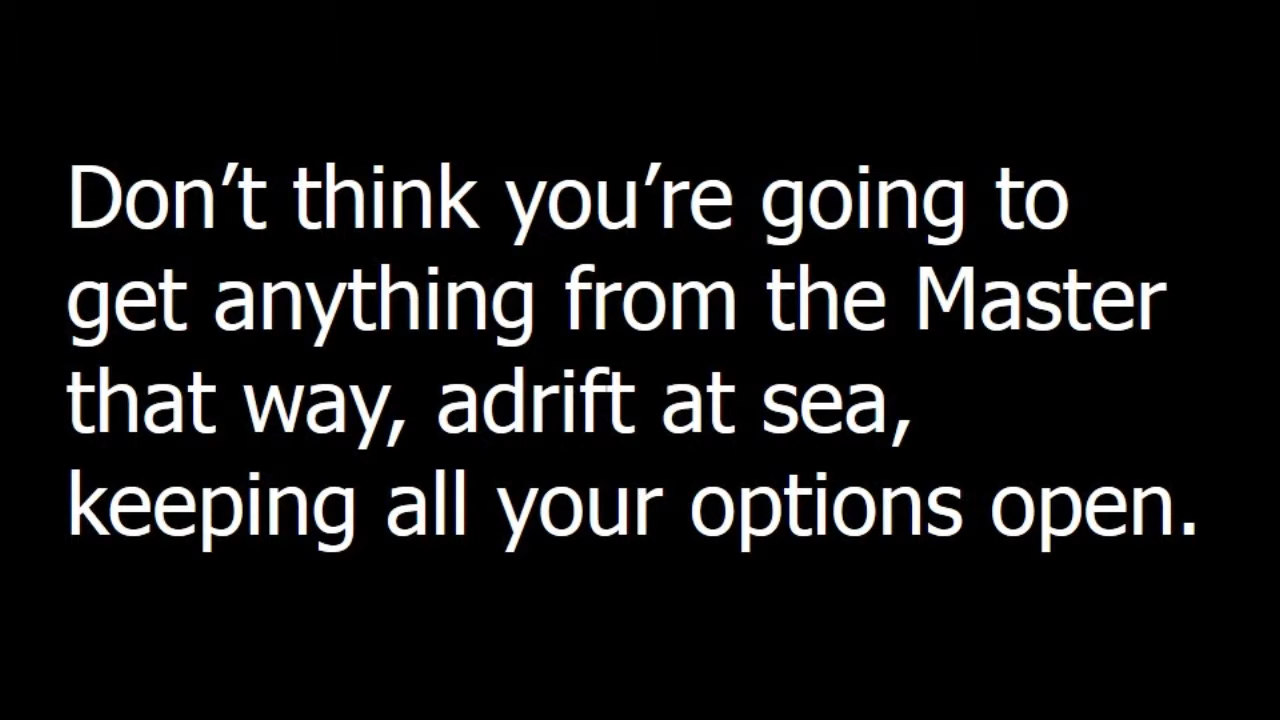 Don’t think you’re going to
get anything from the Master
that way, adrift at sea,
keeping all your options open.